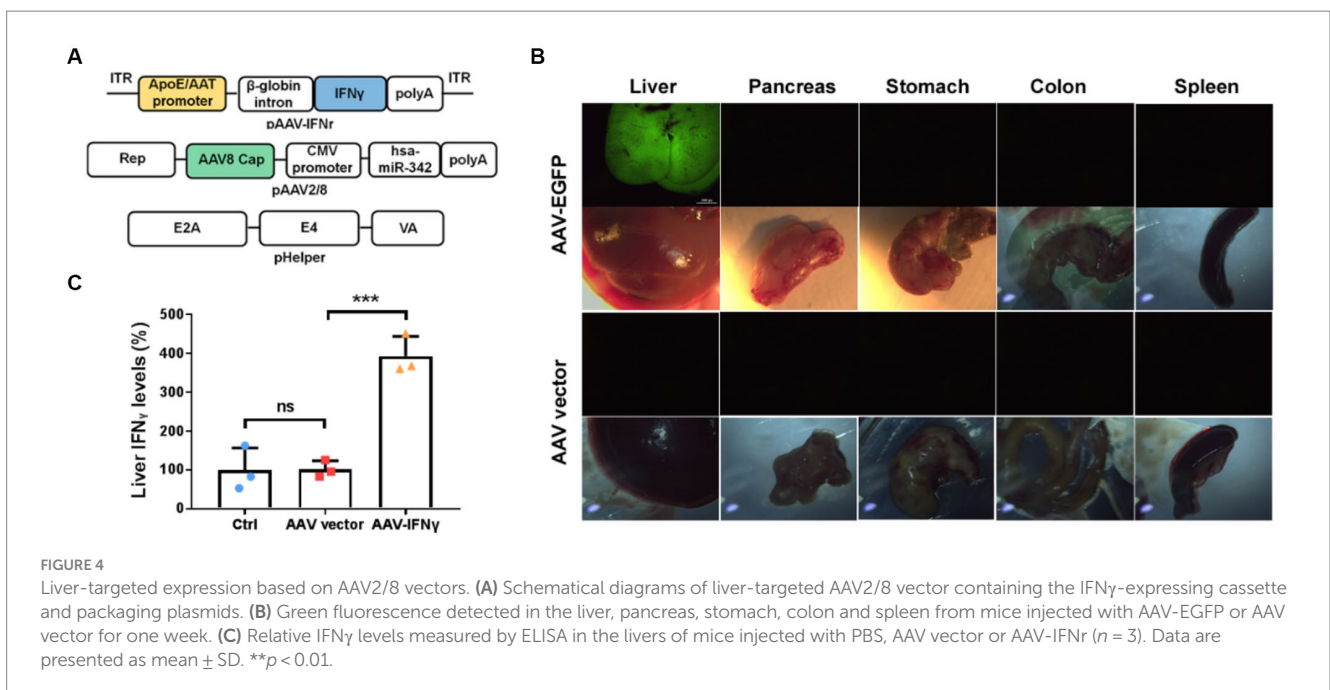 A
ITR
ApoE/AAT
promoter
β-globin
intron
IFNγ
polyA
ITR
pAAV-IFNr
Rep
AAV8 Cap
CMV
promoter
hsa-
miR-342
polyA
pAAV2/8
E2A
E4
VA
pHelper
B
Liver
Pancreas
Stomach
Colon
Spleen
AAV-EGFP
AAV vector
C
Liver IFNγ levels (%)
500
400
300
200
100
0
ns
***
Ctrl
AAV vector
AAV-IFNγ
FIGURE 4
Liver-targeted expression based on AAV2/8 vectors. (A) Schematical diagrams of liver-targeted AAV2/8 vector containing the IFNγ-expressing cassette
and packaging plasmids. (B) Green fluorescence detected in the liver, pancreas, stomach, colon and spleen from mice injected with AAV-EGFP or AAV
vector for one week. (C) Relative IFNγ levels measured by ELISA in the livers of mice injected with PBS, AAV vector or AAV-IFNr (n = 3). Data are
presented as mean ± SD. **p < 0.01.